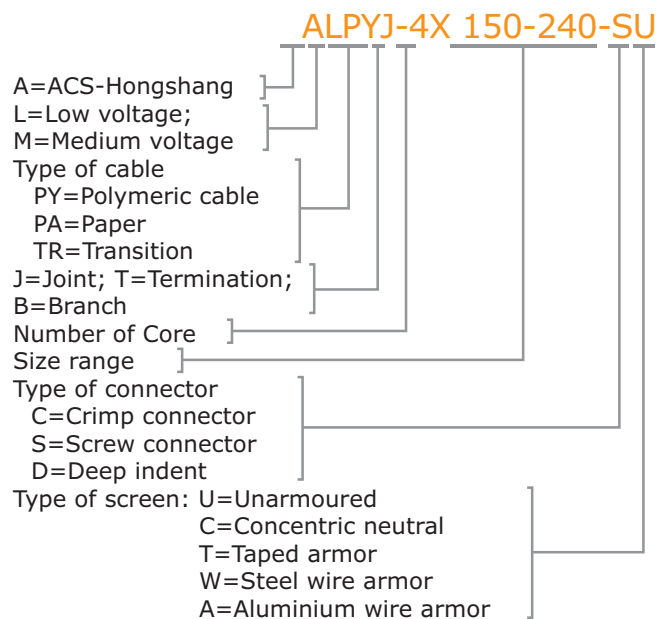 ALPYJ-4X 150-240-SU
A=ACS-Hongshang
L=Low voltage;
M=Medium voltage
Type of cable
PY=Polymeric cable
PA=Paper
TR=Transition
J=Joint; T=Termination;
B=Branch
Number of Core
Size range
Type of connector
C=Crimp connector
S=Screw connector
D=Deep indent
Type of screen: U=Unarmoured
C=Concentric neutral
T=Taped armor
W=Steel wire armor
A=Aluminium wire armor